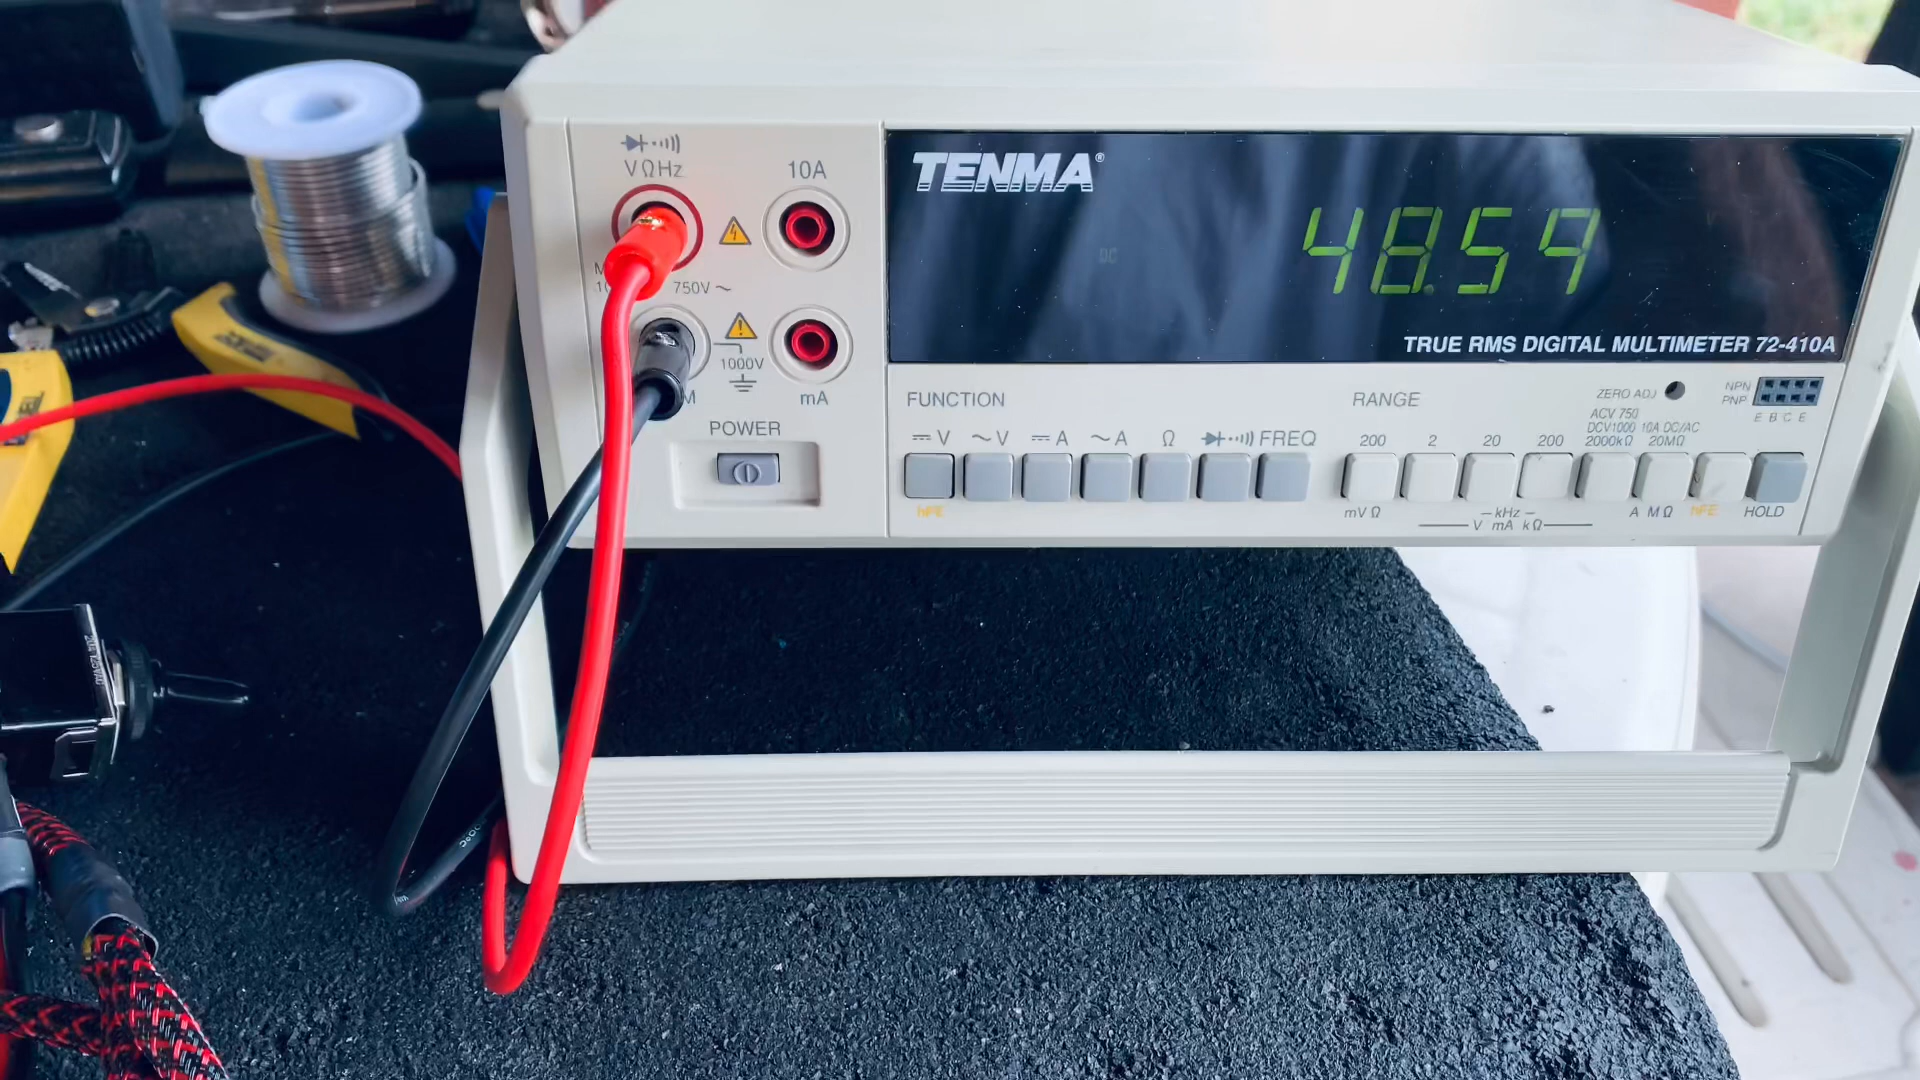 VΩHz
10A
TENMA®
DC
48.59
750V ~
1000V
mA
TRUE RMS DIGITAL MULTIMETER 72-410A
POWER
FUNCTION
RANGE
ZERO ADJ
NPN
PNP
E B C E
ACV 750
DCV1000 10A DC/AC
V ~V A ~A Ω FREQ
200 2 20 200 2000kΩ 20MΩ
hFE
mVΩ
kHz
V mA kΩ
A MΩ
hFE
HOLD